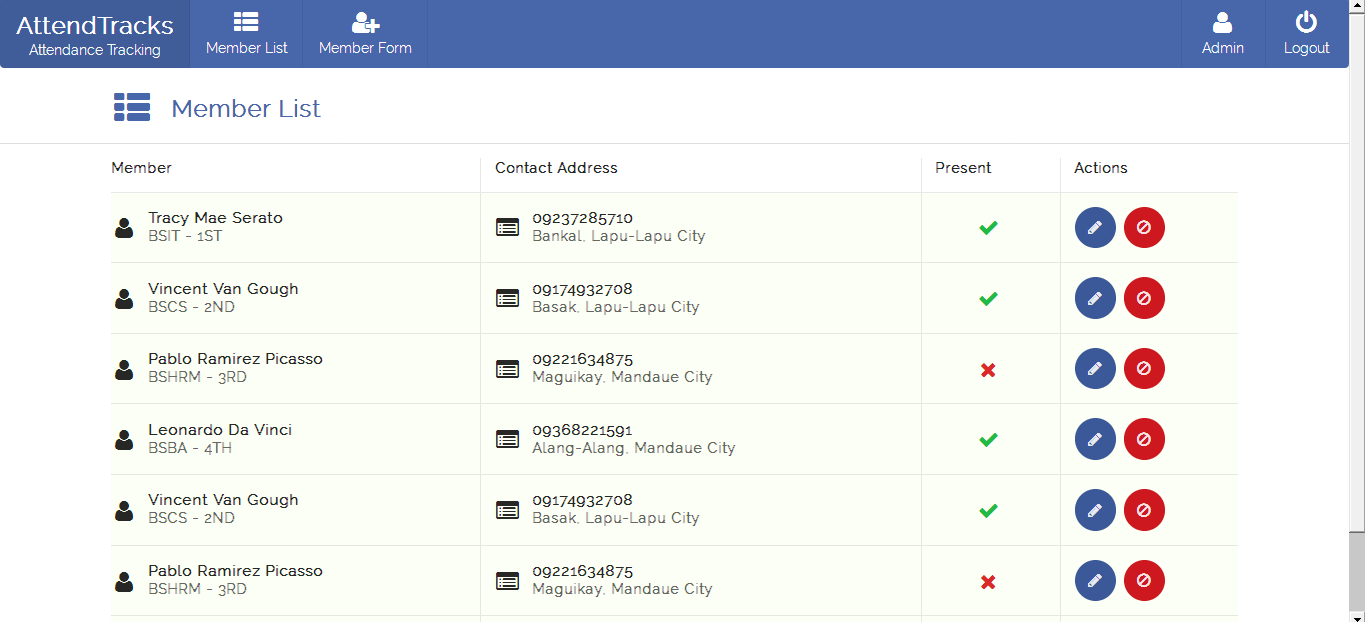 AttendTracks
Attendance Tracking
Member List
Member Form
Admin
Logout
Member List
Member Contact Address Present Actions
Tracy Mae Serato 09237285710
BSIT - 1ST Bankal, Lapu-Lapu City
Vincent Van Gough 09174932708
BSCS - 2ND Basak, Lapu-Lapu City
Pablo Ramirez Picasso 09221634875
BSHRM - 3RD Maguikay, Mandaue City
Leonardo Da Vinci 09368221591
BSBA - 4TH Alang-Alang, Mandaue City
Vincent Van Gough 09174932708
BSCS - 2ND Basak, Lapu-Lapu City
Pablo Ramirez Picasso 09221634875
BSHRM - 3RD Maguikay, Mandaue City